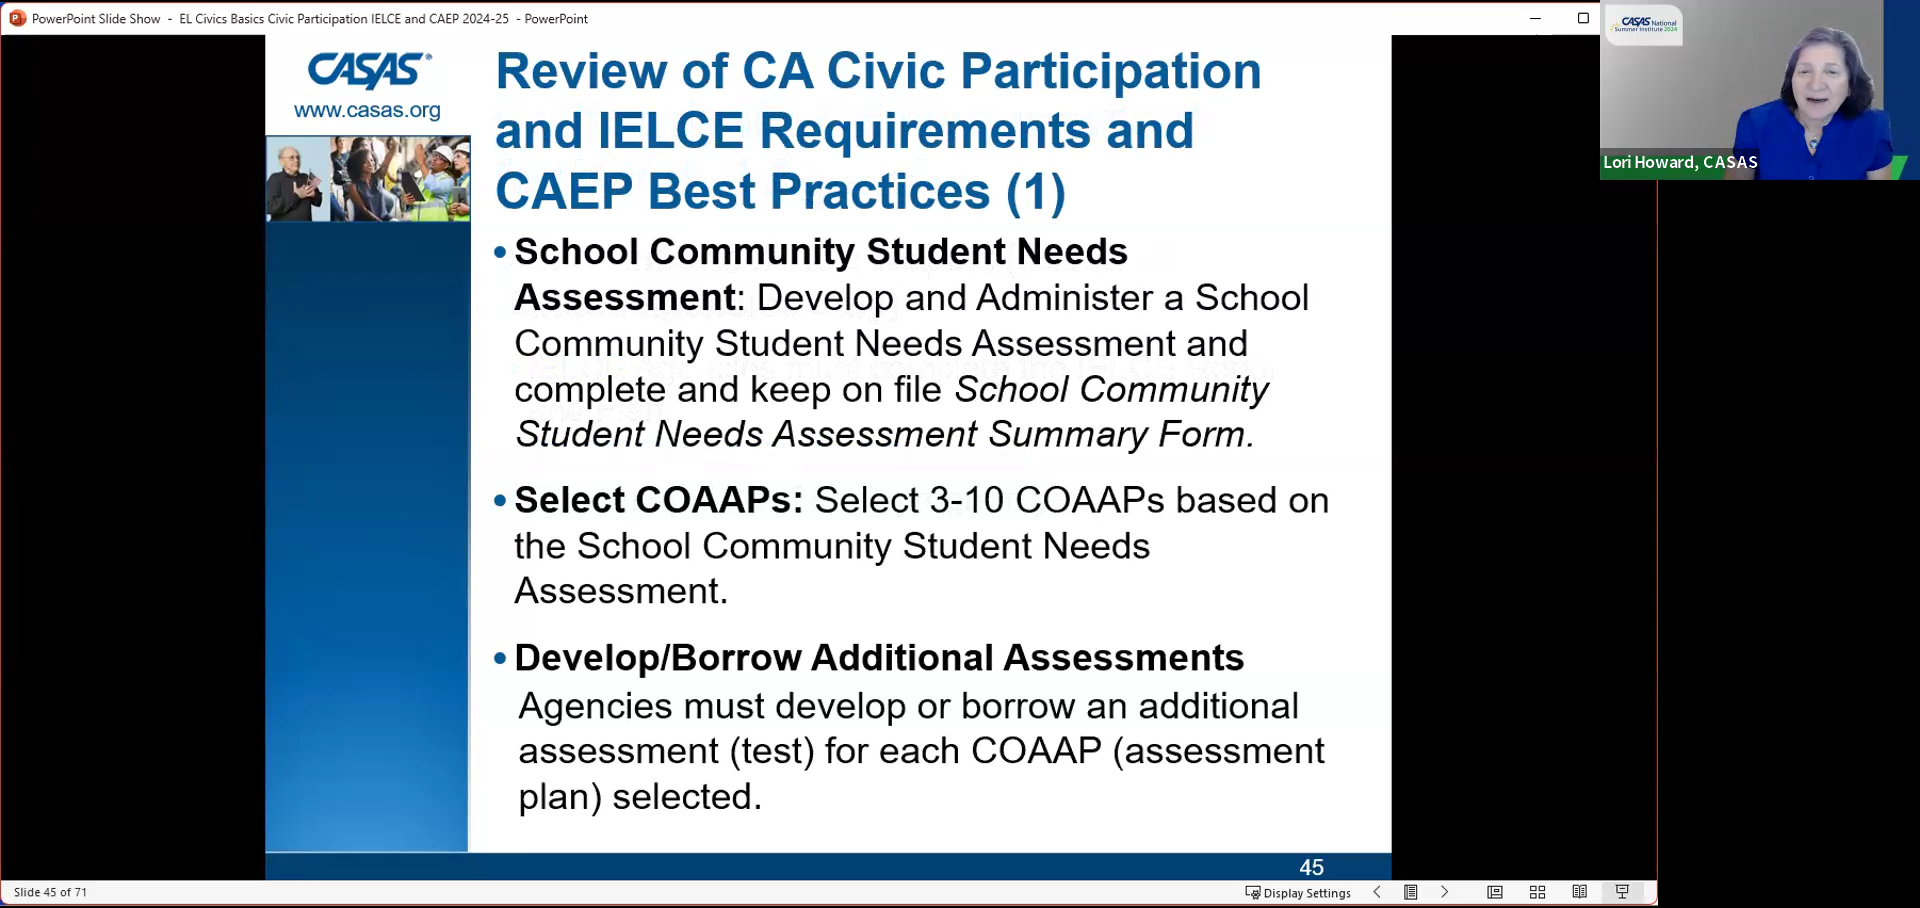 PowerPoint Slide Show - EL Civics Basics Civic Participation IELCE and CAEP 2024-25 - PowerPoint
CASAS National
Summer Institute 2024
Lori Howard, CASAS
CASAS®
www.casas.org
Review of CA Civic Participation
and IELCE Requirements and
CAEP Best Practices (1)
• School Community Student Needs
Assessment: Develop and Administer a School
Community Student Needs Assessment and
complete and keep on file School Community
Student Needs Assessment Summary Form.
• Select COAAPs: Select 3-10 COAAPs based on
the School Community Student Needs
Assessment.
• Develop/Borrow Additional Assessments
Agencies must develop or borrow an additional
assessment (test) for each COAAP (assessment
plan) selected.
45
Slide 45 of 71
Display Settings